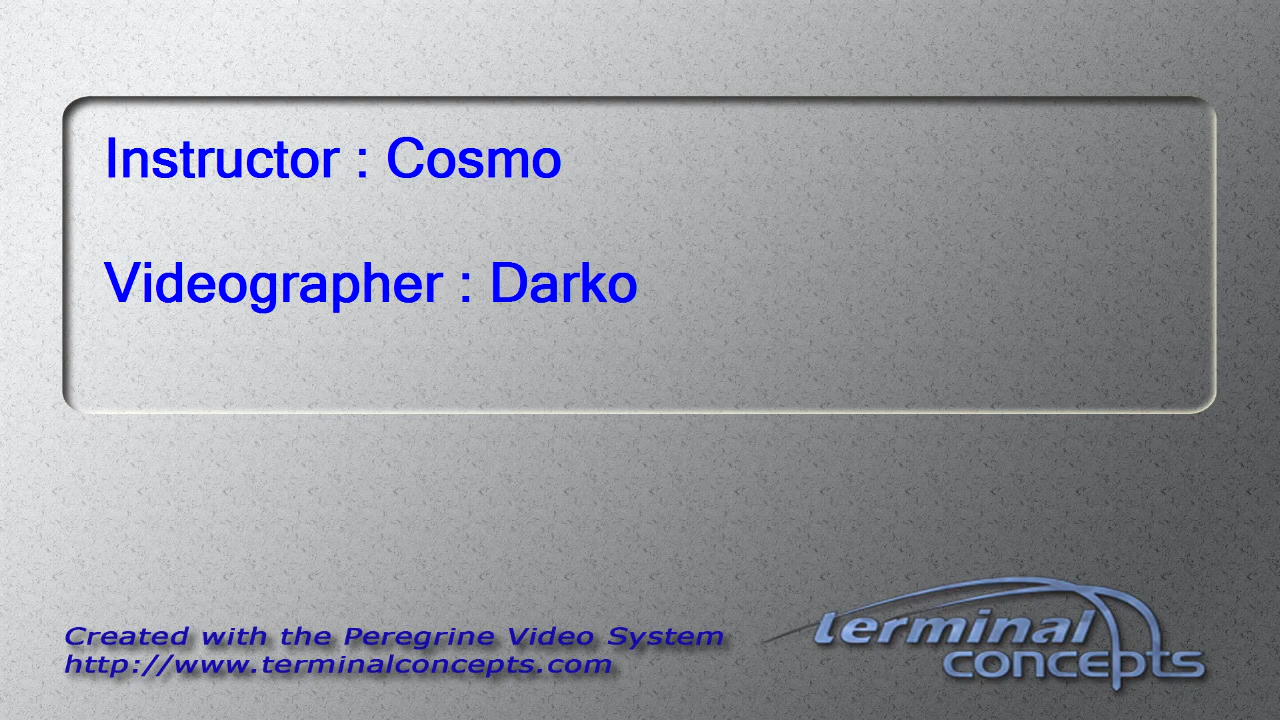 Instructor : Cosmo
Videographer : Darko
Created with the Peregrine Video System
http://www.terminalconcepts.com
terminal
concepts